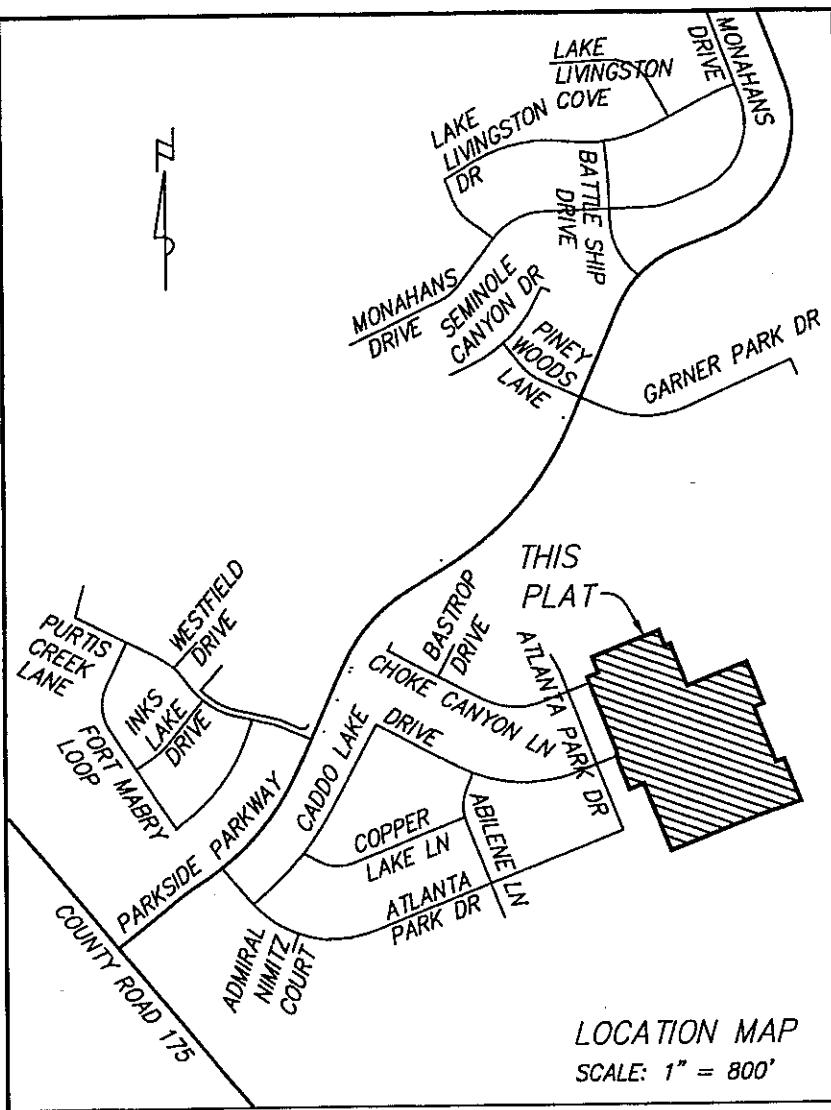 LAKE
LIVINGSTON
COVE
MONAHANS
DRIVE
LAKE
LIVINGSTON
DR
BATTLE SHIP
DRIVE
N
MONAHANS
DRIVE
SEMINOLE
CANYON DR
PINEY
WOODS
LANE
GARNER PARK DR
THIS
PLAT
WESTFIELD
DRIVE
PURTIS
CREEK
LANE
BASTROP
DRIVE
CHOKE CANYON LN
ATLANTA PARK DR
INKS
LAKE
DRIVE
FORT MABRY
LOOP
CADDO LAKE
DRIVE
PARKSIDE PARKWAY
COPPER
LAKE LN
ABILENE LN
ATLANTA
PARK DR
ADMIRAL
NIMITZ
COURT
COUNTY ROAD 175
LOCATION MAP
SCALE: 1" = 800'